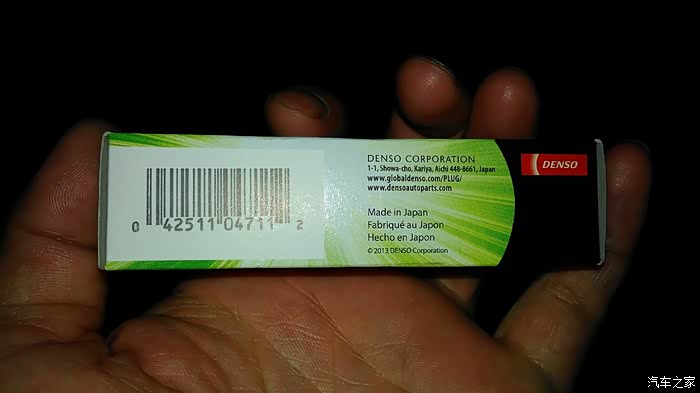 DENSO CORPORATION
1-1, Showa-cho, Kariya, Aichi 448-8661, Japan
www.globaldenso.com/PLUG/
www.densoautoparts.com
DENSO
Made in Japan
Fabriqué au Japon
Hecho en Japon
© 2013 DENSO Corporation
0 42511 04711 2
汽车之家